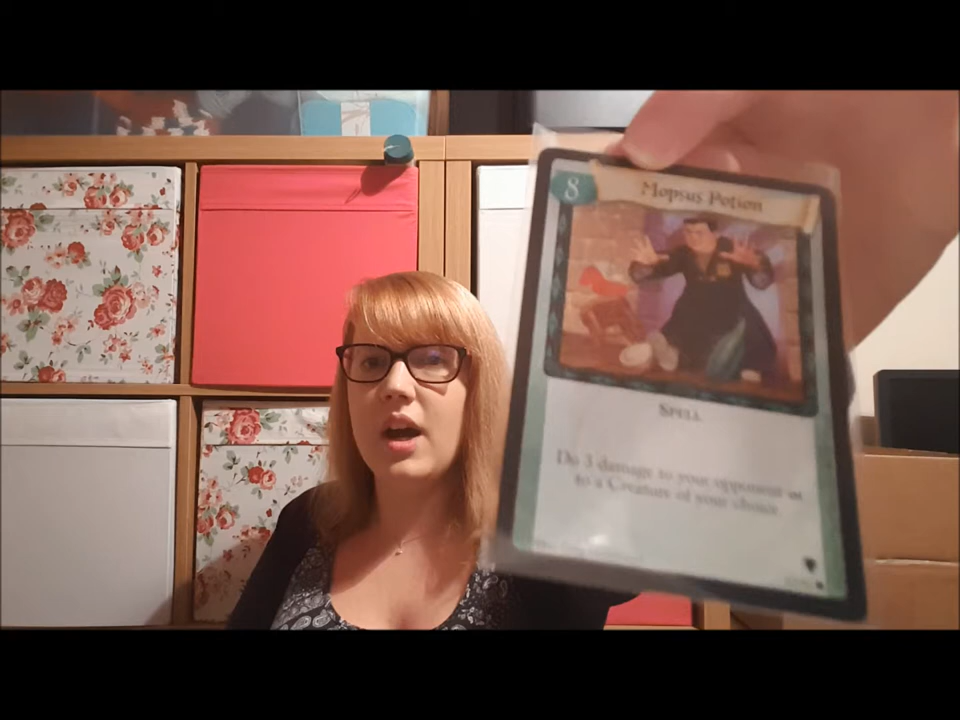 8
Mopsus Potion
SPELL
Do 3 damage to your opponent or
to a Creature of your choice.